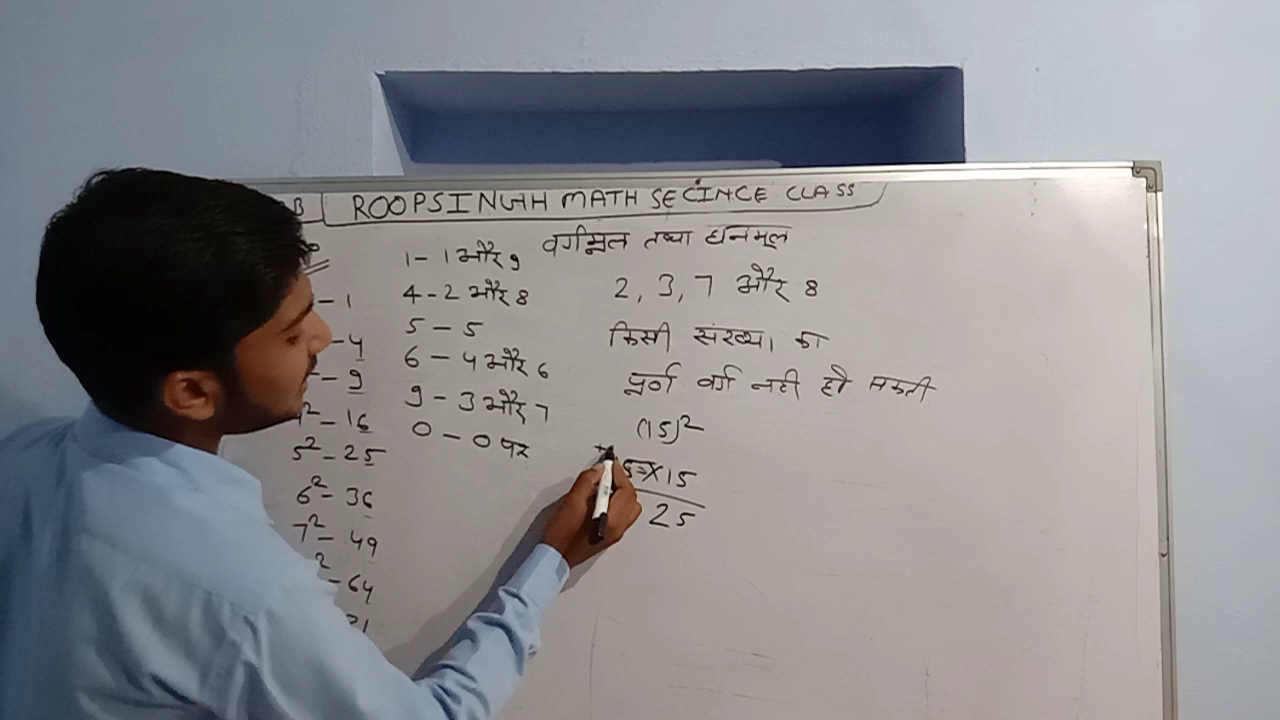 B ROOPSINGH MATH SECINCE CLASS
वर्गमूल तथा घनमूल
- 1
- 4
- 9
² - 16
5² - 25
6² - 36
7² - 49
² - 64
1 - 1 और 9
4 - 2 और 8
5 - 5
6 - 4 और 6
9 - 3 और 7
0 - 0 पर
2, 3, 7 और 8
किसी संख्या का
पूर्ण वर्ग नही हो सकती
(15)²
5 × 15
25